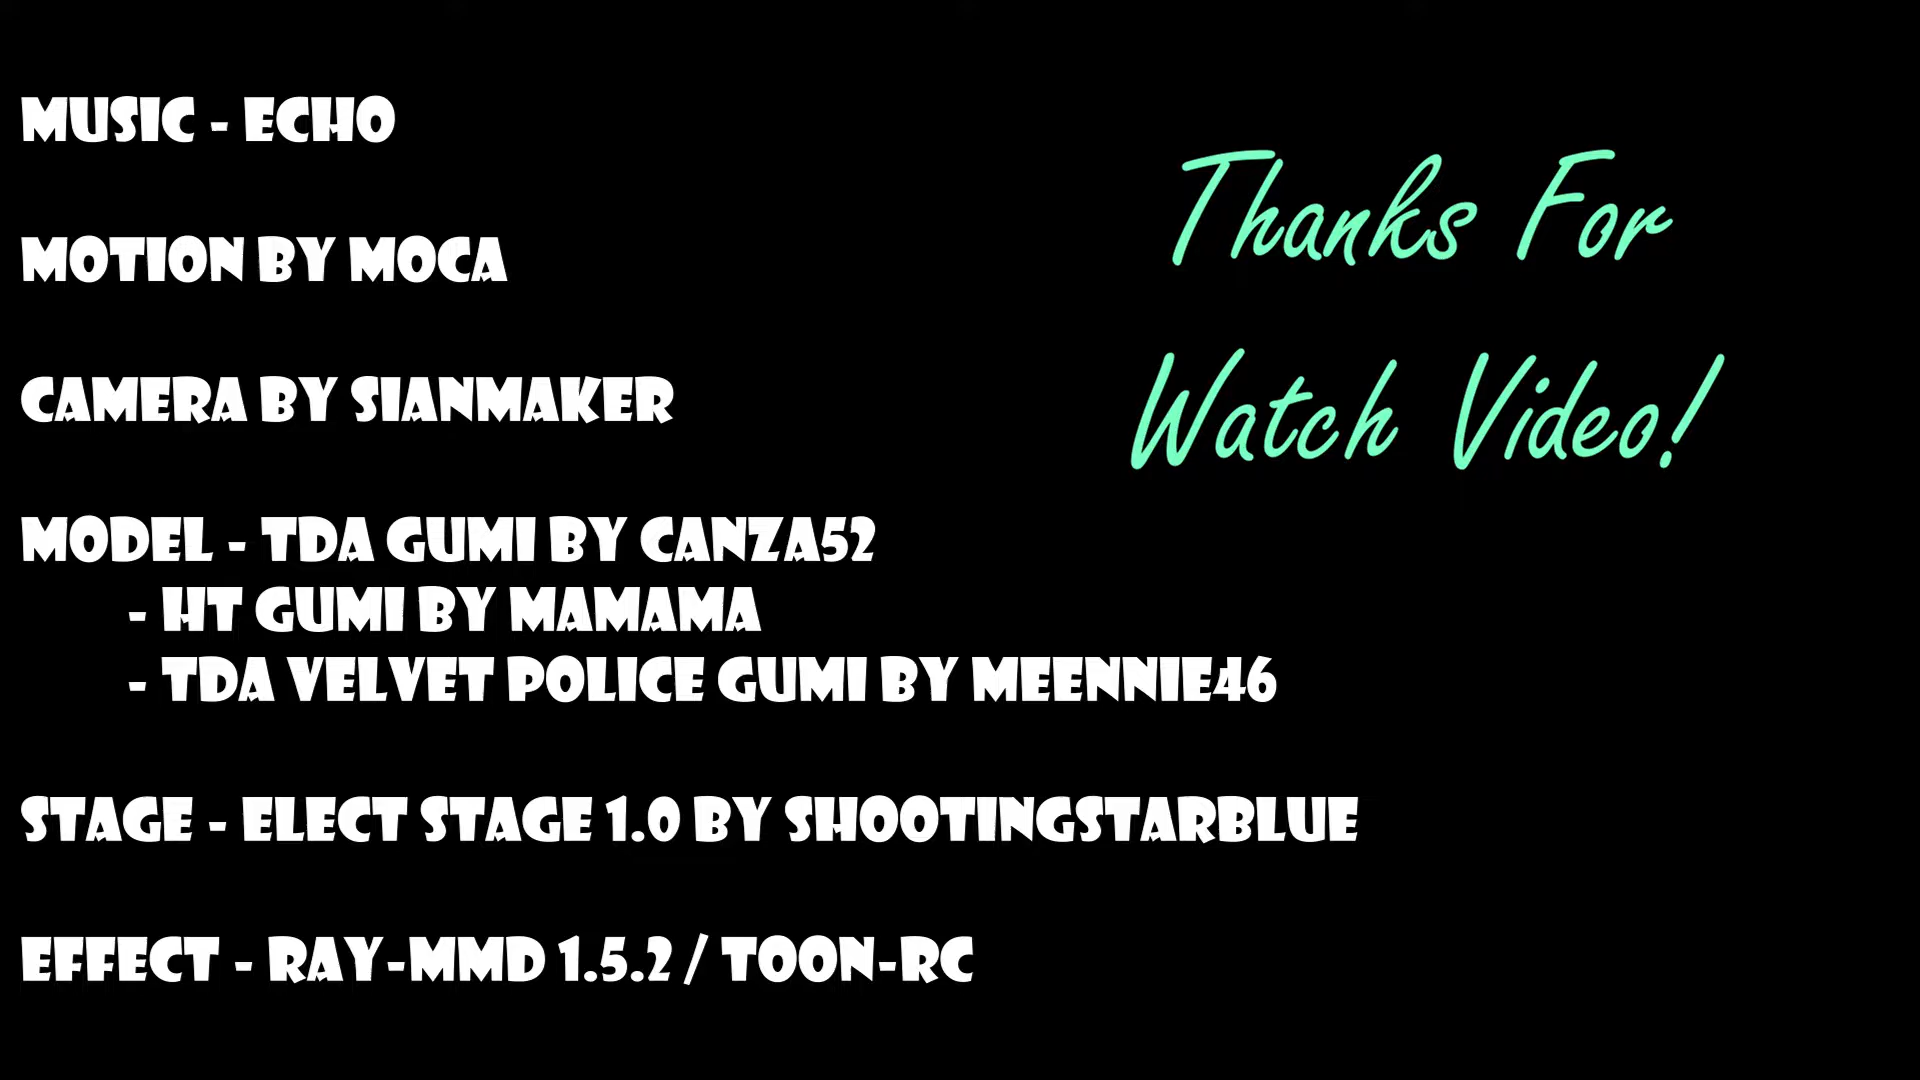 MUSIC - ECHO
MOTION BY MOCA
CAMERA BY SIANMAKER
MODEL - TDA GUMI BY CANZA52
- HT GUMI BY MAMAMA
- TDA VELVET POLICE GUMI BY MEENNIE46
STAGE - ELECT STAGE 1.0 BY SHOOTINGSTARBLUE
EFFECT - RAY-MMD 1.5.2 / TOON-RC
Thanks For
Watch Video!